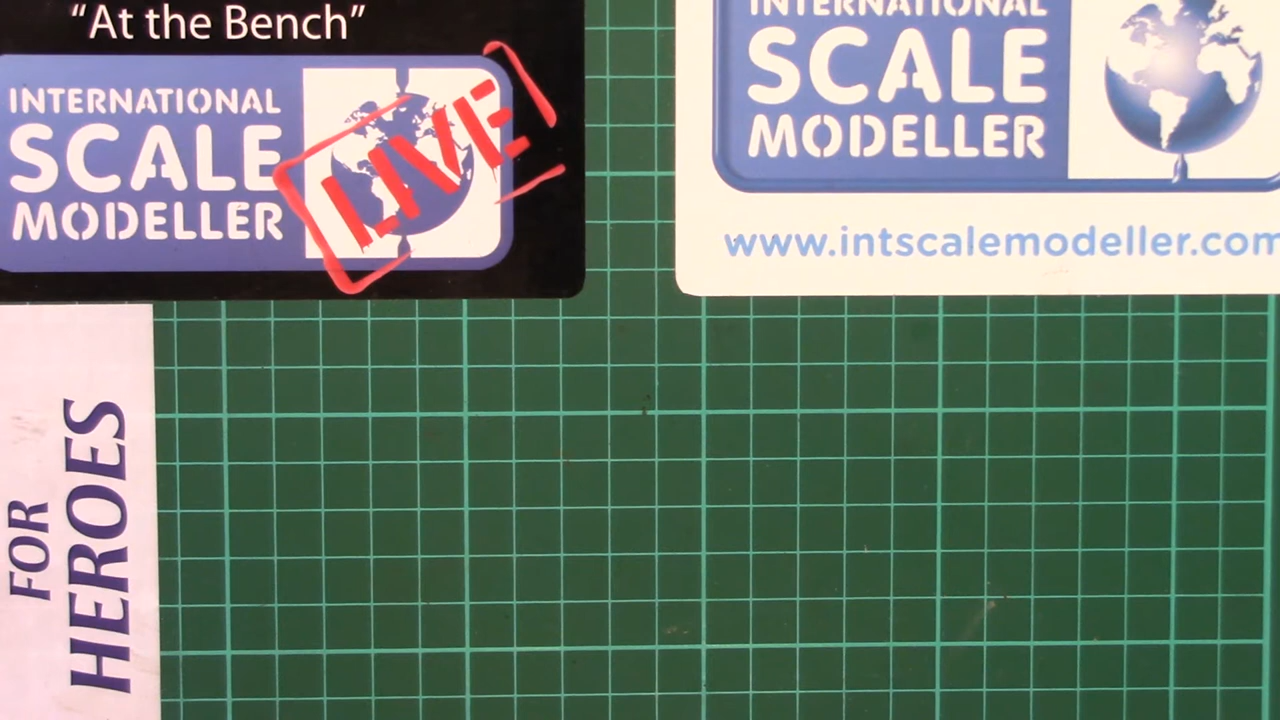 “At the Bench”
INTERNATIONAL
SCALE
MODELLER
LIVE!
INTERNATIONAL
SCALE
MODELLER
www.intscalemodeller.com
FOR
HEROES